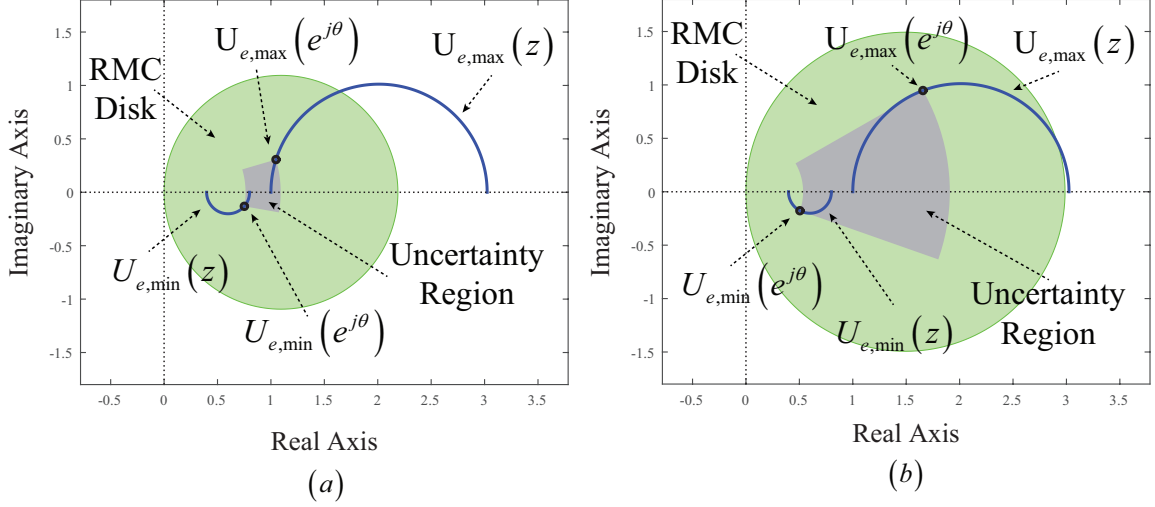 1.5
1
0.5
0
-0.5
-1
-1.5
Imaginary Axis
-0.5
0
0.5
1
1.5
2
2.5
3
3.5
Real Axis
RMC
Disk
U_{e,max}(e^{jθ})
U_{e,max}(z)
U_{e,min}(z)
U_{e,min}(e^{jθ})
Uncertainty
Region
(a)
1.5
1
0.5
0
-0.5
-1
-1.5
Imaginary Axis
-0.5
0
0.5
1
1.5
2
2.5
3
3.5
Real Axis
RMC
Disk
U_{e,max}(e^{jθ})
U_{e,max}(z)
U_{e,min}(e^{jθ})
U_{e,min}(z)
Uncertainty
Region
(b)